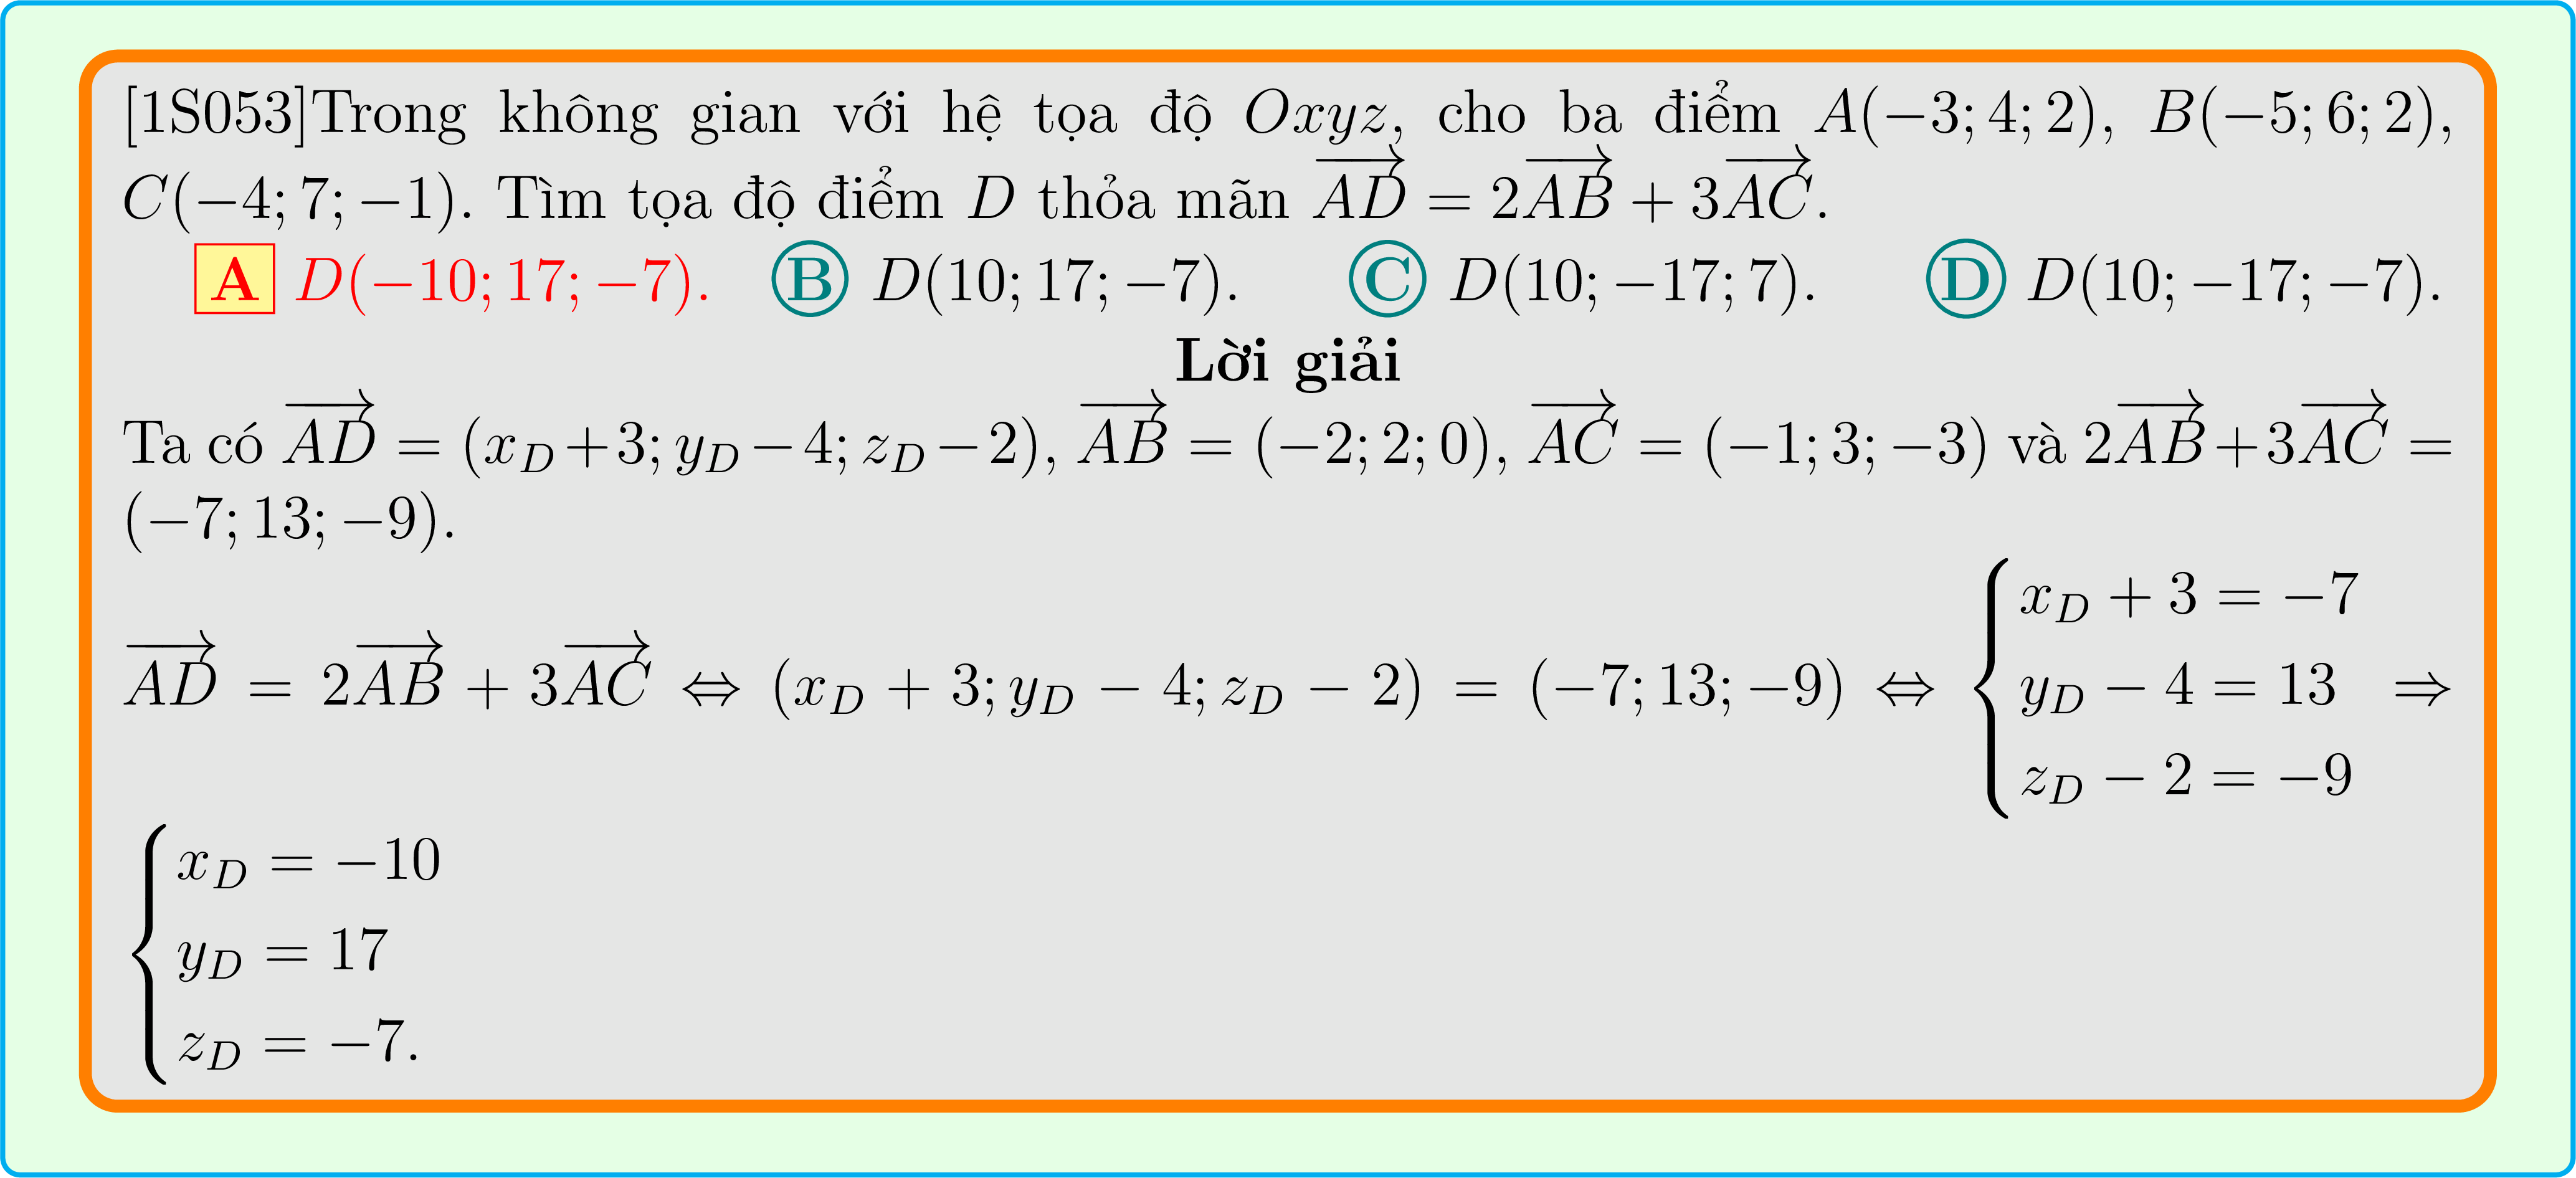 [1S053]Trong không gian với hệ tọa độ $Oxyz$, cho ba điểm $A(-3; 4; 2)$, $B(-5; 6; 2)$,
$C(-4; 7; -1)$. Tìm tọa độ điểm $D$ thỏa mãn $\overrightarrow{AD} = 2\overrightarrow{AB} + 3\overrightarrow{AC}$.
A $D(-10; 17; -7)$. B $D(10; 17; -7)$. C $D(10; -17; 7)$. D $D(10; -17; -7)$.
Lời giải
Ta có $\overrightarrow{AD} = (x_D + 3; y_D - 4; z_D - 2)$, $\overrightarrow{AB} = (-2; 2; 0)$, $\overrightarrow{AC} = (-1; 3; -3)$ và $2\overrightarrow{AB} + 3\overrightarrow{AC} =$
$(-7; 13; -9)$.
$\overrightarrow{AD} = 2\overrightarrow{AB} + 3\overrightarrow{AC} \Leftrightarrow (x_D + 3; y_D - 4; z_D - 2) = (-7; 13; -9) \Leftrightarrow \begin{cases} x_D + 3 = -7 \\ y_D - 4 = 13 \\ z_D - 2 = -9 \end{cases} \Rightarrow$
$\begin{cases} x_D = -10 \\ y_D = 17 \\ z_D = -7. \end{cases}$